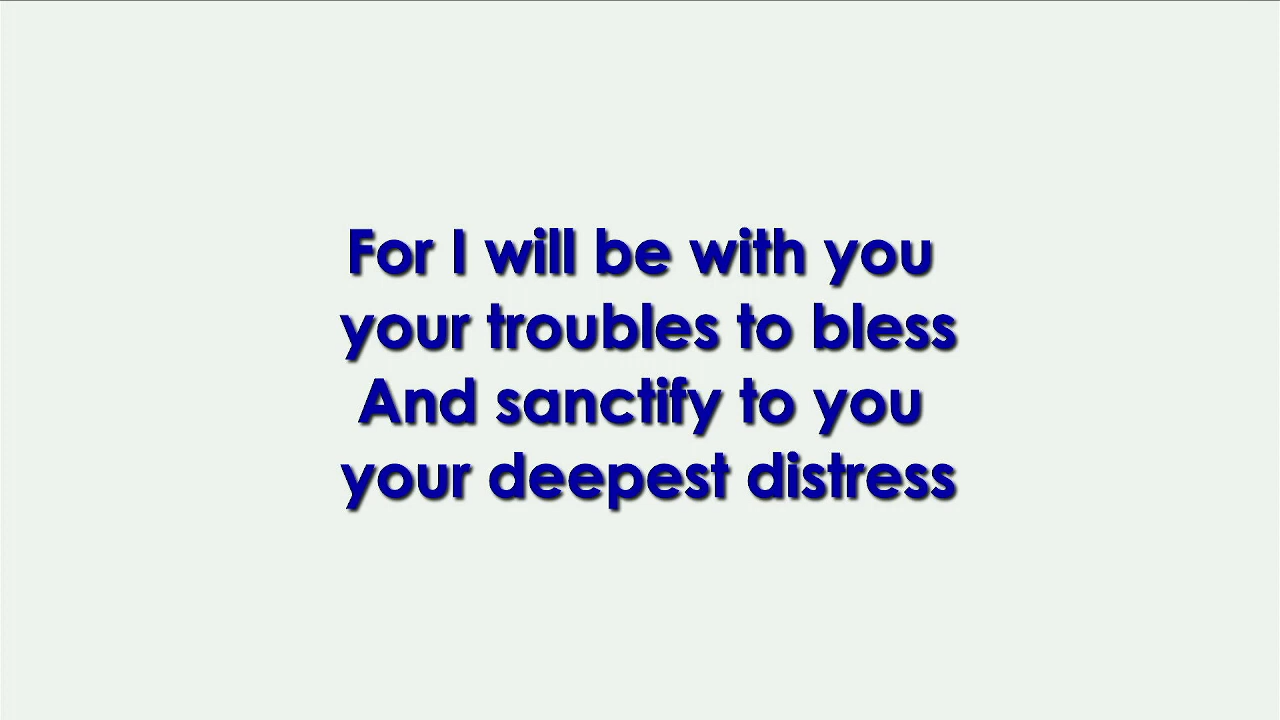 For I will be with you
your troubles to bless
And sanctify to you
your deepest distress